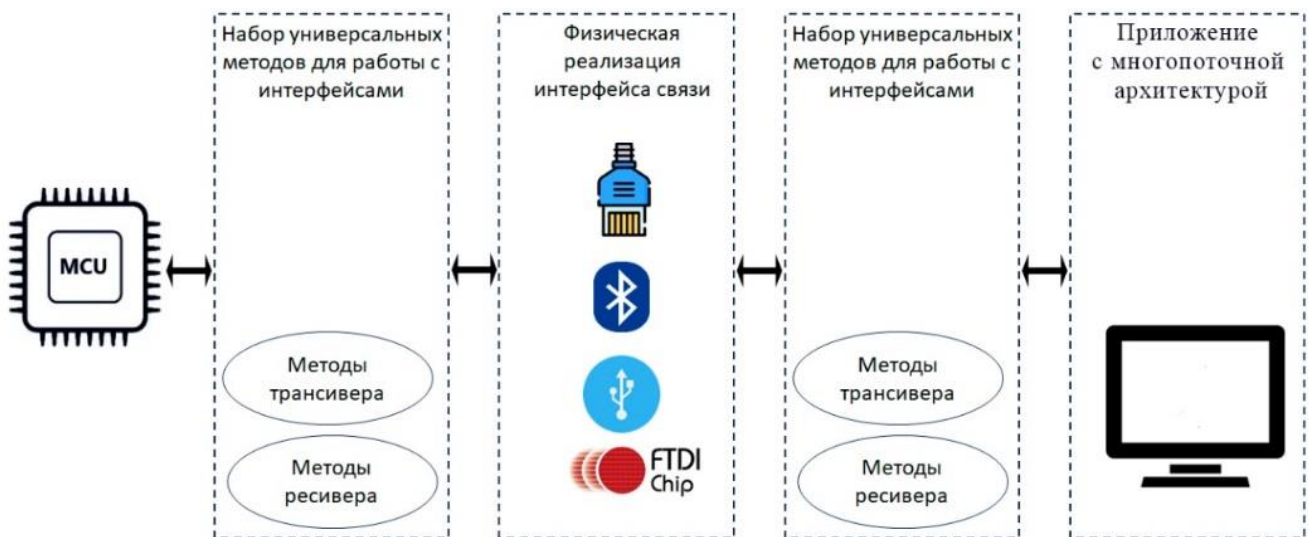 Набор универсальных
методов для работы с
интерфейсами
Физическая
реализация
интерфейса связи
Набор универсальных
методов для работы с
интерфейсами
Приложение
с многопоточной
архитектурой
MCU
Методы
трансивера
Методы
ресивера
FTDI
Chip
Методы
трансивера
Методы
ресивера